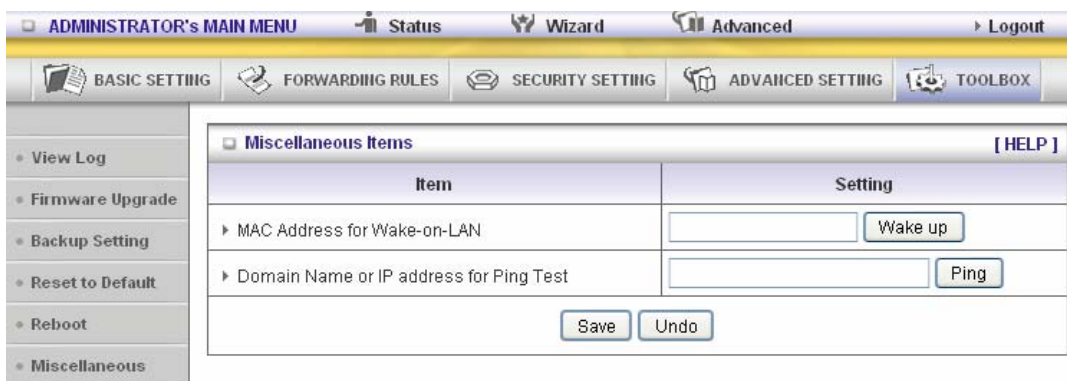 ADMINISTRATOR's MAIN MENU Status Wizard Advanced Logout
BASIC SETTING FORWARDING RULES SECURITY SETTING ADVANCED SETTING TOOLBOX
View Log
Firmware Upgrade
Backup Setting
Reset to Default
Reboot
Miscellaneous
Miscellaneous Items [ HELP ]
Item Setting
MAC Address for Wake-on-LAN Wake up
Domain Name or IP address for Ping Test Ping
Save Undo